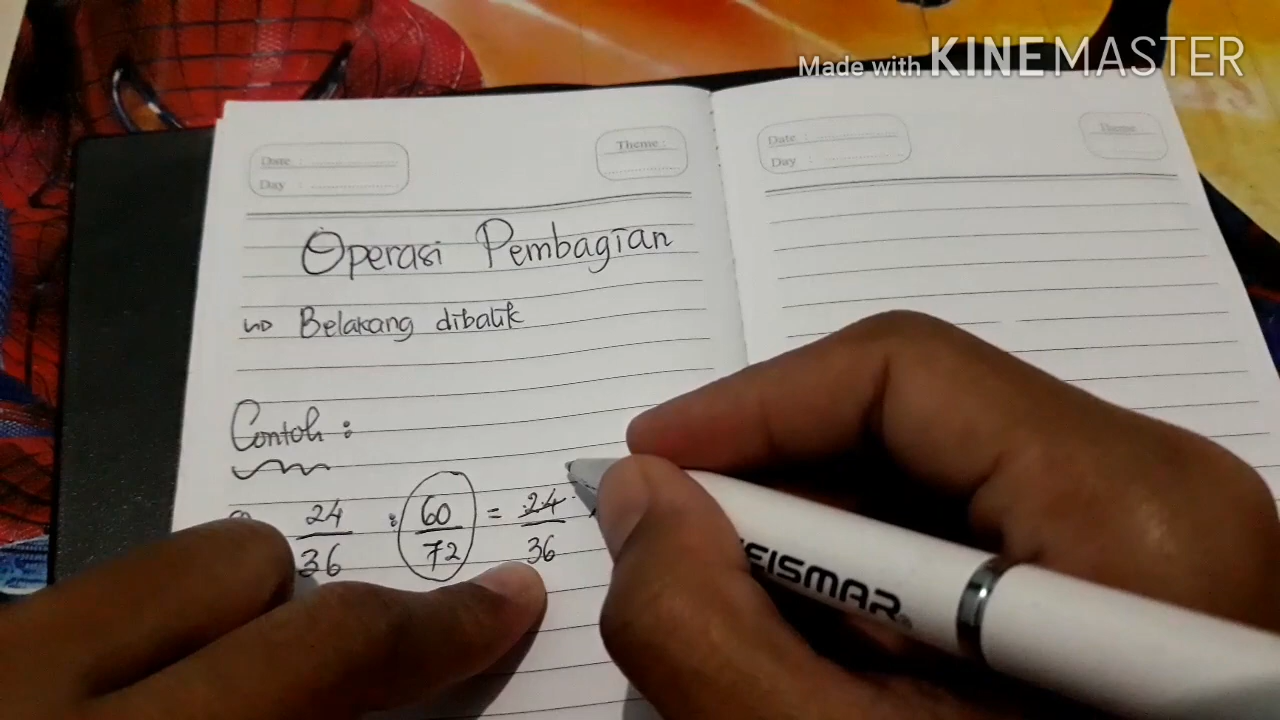 Made with KINEMASTER
Date :
Day :
Theme :
Date :
Day :
Theme
Operasi Pembagian
Belakang dibalik
Contoh :
24/36 : 60/72 = 24/36
EISMAR